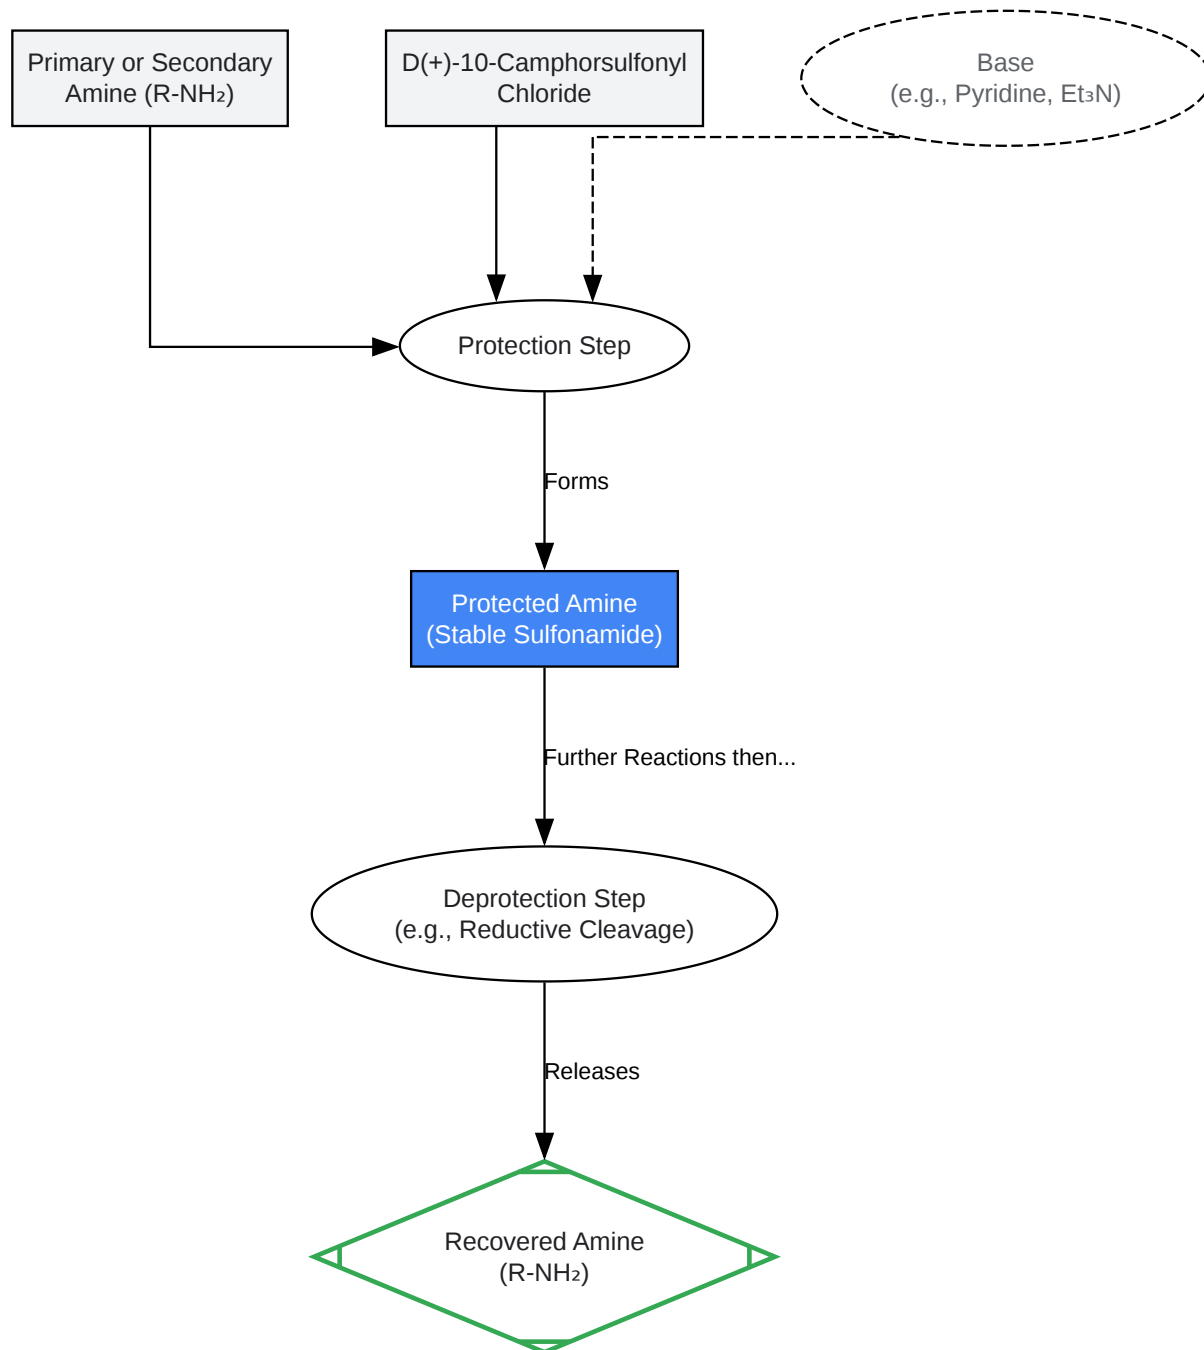 Primary or Secondary
Amine (R-NH₂)
D(+)-10-Camphorsulfonyl
Chloride
Base
(e.g., Pyridine, Et₃N)
Protection Step
Forms
Protected Amine
(Stable Sulfonamide)
Further Reactions then...
Deprotection Step
(e.g., Reductive Cleavage)
Releases
Recovered Amine
(R-NH₂)